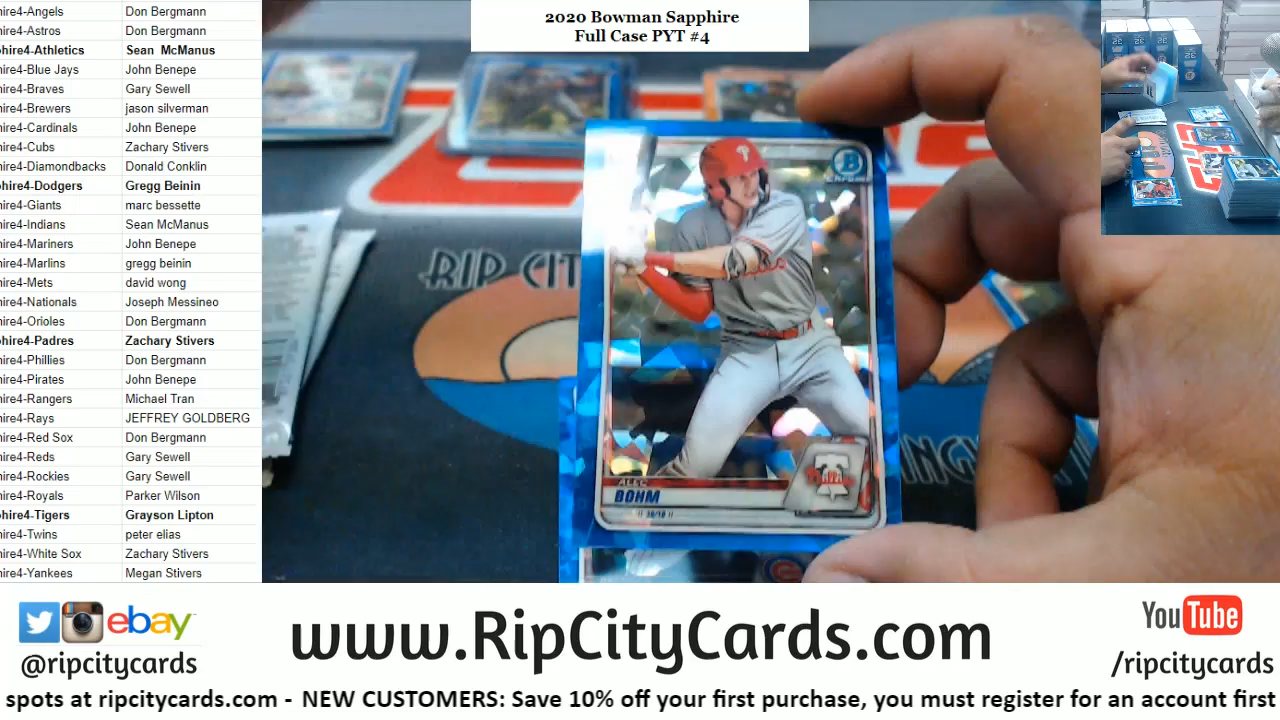 hire4-Angels Don Bergmann
hire4-Astros Don Bergmann
phire4-Athletics Sean McManus
hire4-Blue Jays John Benepe
hire4-Braves Gary Sewell
hire4-Brewers jason silverman
hire4-Cardinals John Benepe
hire4-Cubs Zachary Stivers
hire4-Diamondbacks Donald Conklin
phire4-Dodgers Gregg Beinin
hire4-Giants marc bessette
hire4-Indians Sean McManus
hire4-Mariners John Benepe
hire4-Marlins gregg beinin
hire4-Mets david wong
hire4-Nationals Joseph Messineo
hire4-Orioles Don Bergmann
phire4-Padres Zachary Stivers
hire4-Phillies Don Bergmann
hire4-Pirates John Benepe
hire4-Rangers Michael Tran
hire4-Rays JEFFREY GOLDBERG
hire4-Red Sox Don Bergmann
hire4-Reds Gary Sewell
hire4-Rockies Gary Sewell
hire4-Royals Parker Wilson
phire4-Tigers Grayson Lipton
hire4-Twins peter elias
hire4-White Sox Zachary Stivers
hire4-Yankees Megan Stivers
2020 Bowman Sapphire
Full Case PYT #4
RIP CIT
B
Chrome
P
ALEC
BOHM
ebay
@ripcitycards
www.RipCityCards.com
YouTube
/ripcitycards
spots at ripcitycards.com - NEW CUSTOMERS: Save 10% off your first purchase, you must register for an account first